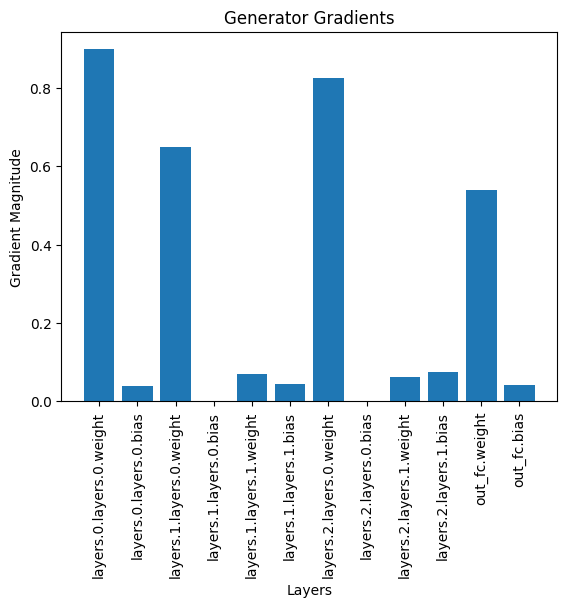 Generator Gradients
Gradient Magnitude
0.8
0.6
0.4
0.2
0.0
layers.0.layers.0.weight
layers.0.layers.0.bias
layers.1.layers.0.weight
layers.1.layers.0.bias
layers.1.layers.1.weight
layers.1.layers.1.bias
layers.2.layers.0.weight
layers.2.layers.0.bias
layers.2.layers.1.weight
layers.2.layers.1.bias
out_fc.weight
out_fc.bias
Layers